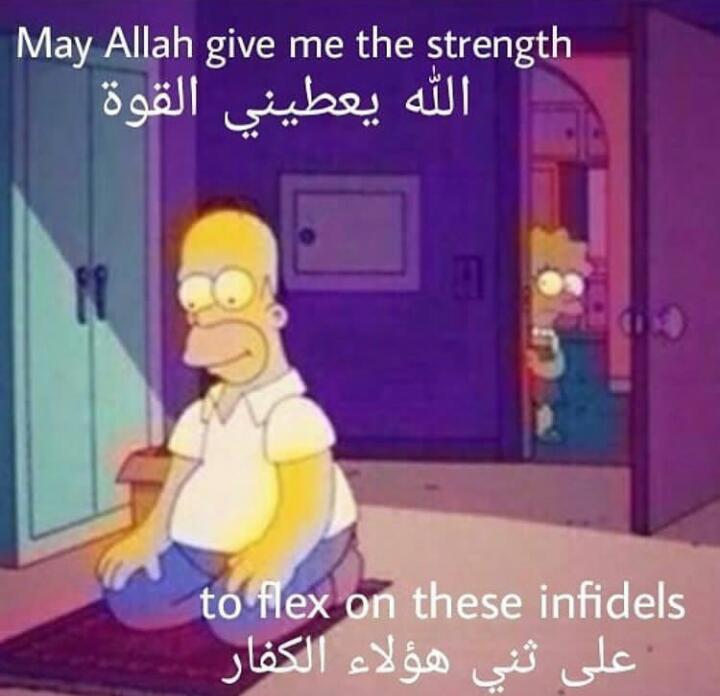 May Allah give me the strength
الله يعطيني القوة
to flex on these infidels
على ثني هؤلاء الكفار